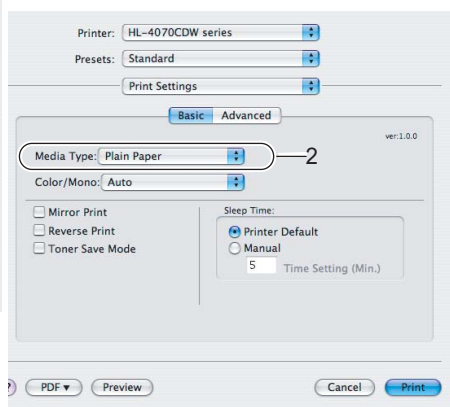 Printer: HL-4070CDW series
Presets: Standard
Print Settings
Basic Advanced
ver:1.0.0
Media Type: Plain Paper 2
Color/Mono: Auto
Mirror Print
Reverse Print
Toner Save Mode
Sleep Time:
Printer Default
Manual
5 Time Setting (Min.)
? PDF ▾ Preview Cancel Print